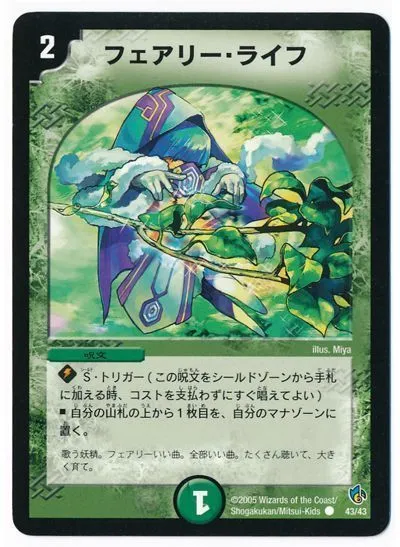 2
フェアリー・ライフ
illus. Miya
呪文
S・トリガー(この呪文をシールドゾーンから手札
に加える時、コストを支払わずにすぐ唱えてよい)
■自分の山札の上から1枚目を、自分のマナゾーンに
置く。
歌う妖精。フェアリーいい曲。全部いい曲。たくさん聴いて、大き
く育て。
1
©2005 Wizards of the Coast/
Shogakukan/Mitsui-Kids
43/43